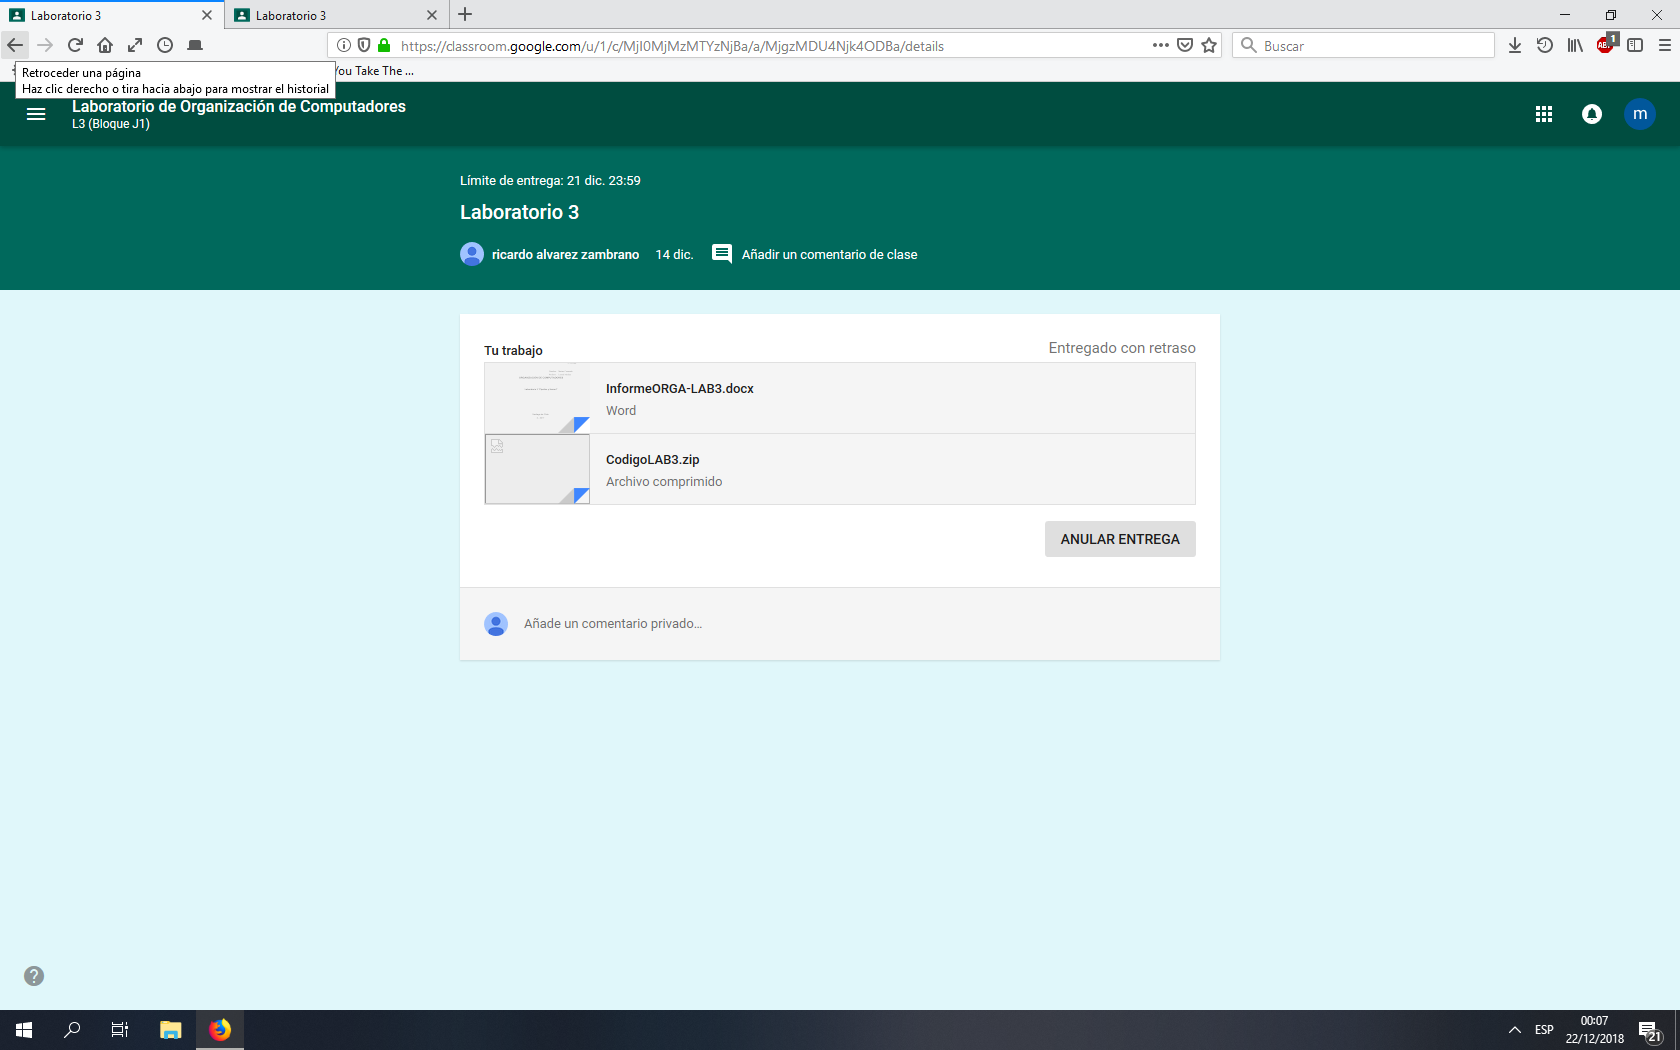 Laboratorio 3
Laboratorio 3
https://classroom.google.com/u/1/c/MjI0MjMzMTYzNjBa/a/MjgzMDU4Njk4ODBa/details
Buscar
ABP
1
Retroceder una página
Haz clic derecho o tira hacia abajo para mostrar el historial
You Take The ...
Laboratorio de Organización de Computadores
L3 (Bloque J1)
m
Límite de entrega: 21 dic. 23:59
Laboratorio 3
ricardo alvarez zambrano 14 dic. Añadir un comentario de clase
Tu trabajo
Entregado con retraso
InformeORGA-LAB3.docx
Word
CodigoLAB3.zip
Archivo comprimido
ANULAR ENTREGA
Añade un comentario privado...
?
ESP
00:07
22/12/2018
21